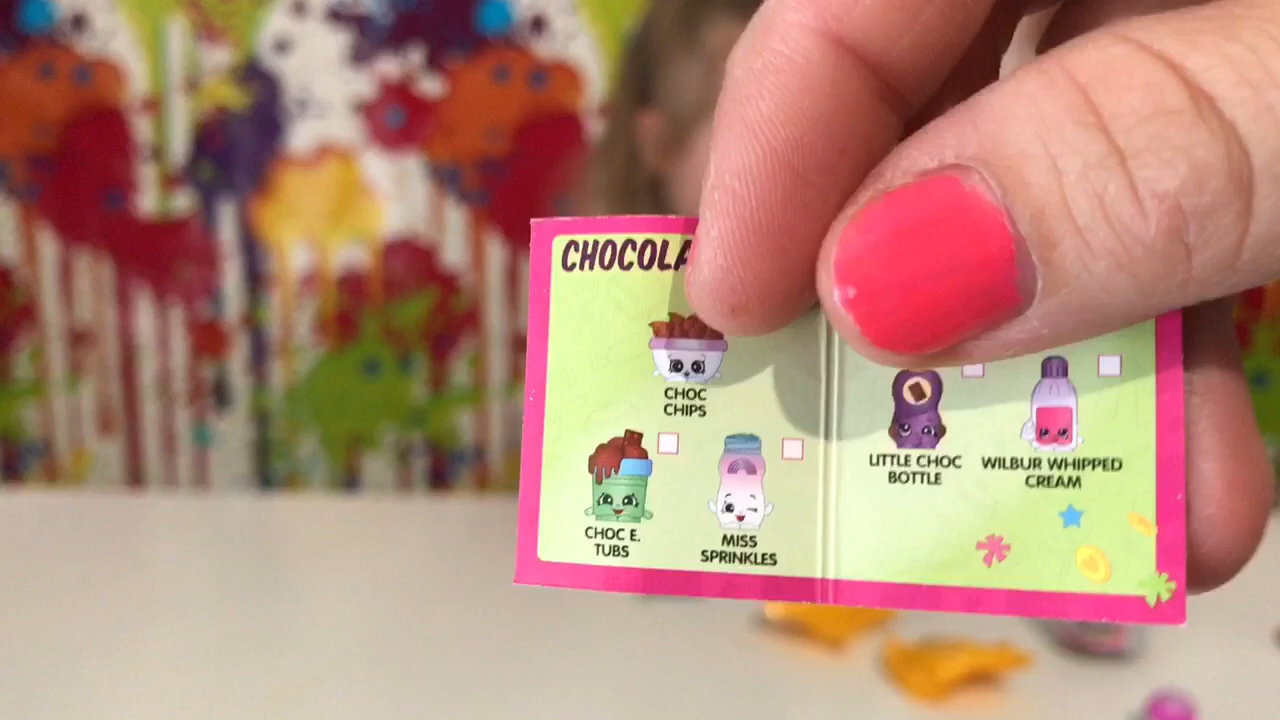 CHOCOLA
CHOC
CHIPS
CHOC E.
TUBS
MISS
SPRINKLES
LITTLE CHOC
BOTTLE
WILBUR WHIPPED
CREAM